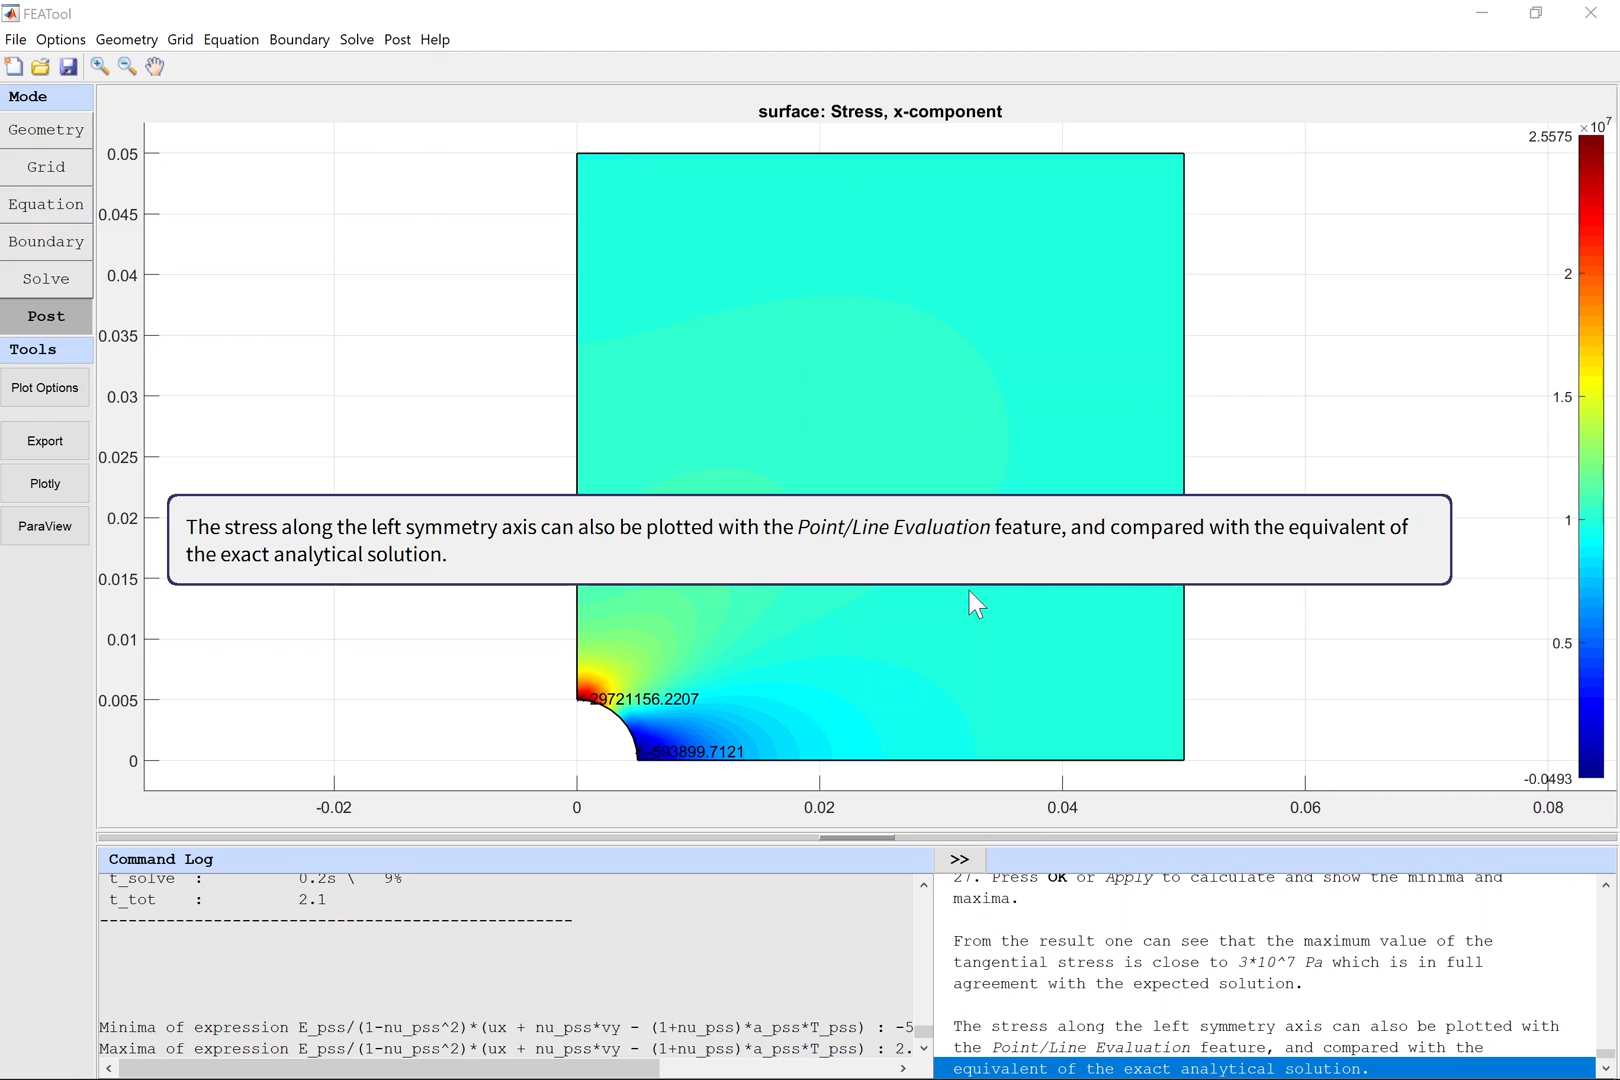 FEATool
File Options Geometry Grid Equation Boundary Solve Post Help
Mode
Geometry
Grid
Equation
Boundary
Solve
Post
Tools
Plot Options
Export
Plotly
ParaView
surface: Stress, x-component
0.05
0.045
0.04
0.035
0.03
0.025
0.02
0.015
0.01
0.005
0
-0.02 0 0.02 0.04 0.06 0.08
×10^7
2.5575
2
1.5
1
0.5
-0.0493
The stress along the left symmetry axis can also be plotted with the Point/Line Evaluation feature, and compared with the equivalent of
the exact analytical solution.
29721156.2207
-593899.7121
Command Log
t_solve : 0.2s \ 9%
t_tot : 2.1
------------------------------------------------
Minima of expression E_pss/(1-nu_pss^2)*(ux + nu_pss*vy - (1+nu_pss)*a_pss*T_pss) : -5
Maxima of expression E_pss/(1-nu_pss^2)*(ux + nu_pss*vy - (1+nu_pss)*a_pss*T_pss) : 2.
>>
27. Press OK or Apply to calculate and show the minima and
maxima.
From the result one can see that the maximum value of the
tangential stress is close to 3*10^7 Pa which is in full
agreement with the expected solution.
The stress along the left symmetry axis can also be plotted with
the Point/Line Evaluation feature, and compared with the
equivalent of the exact analytical solution.